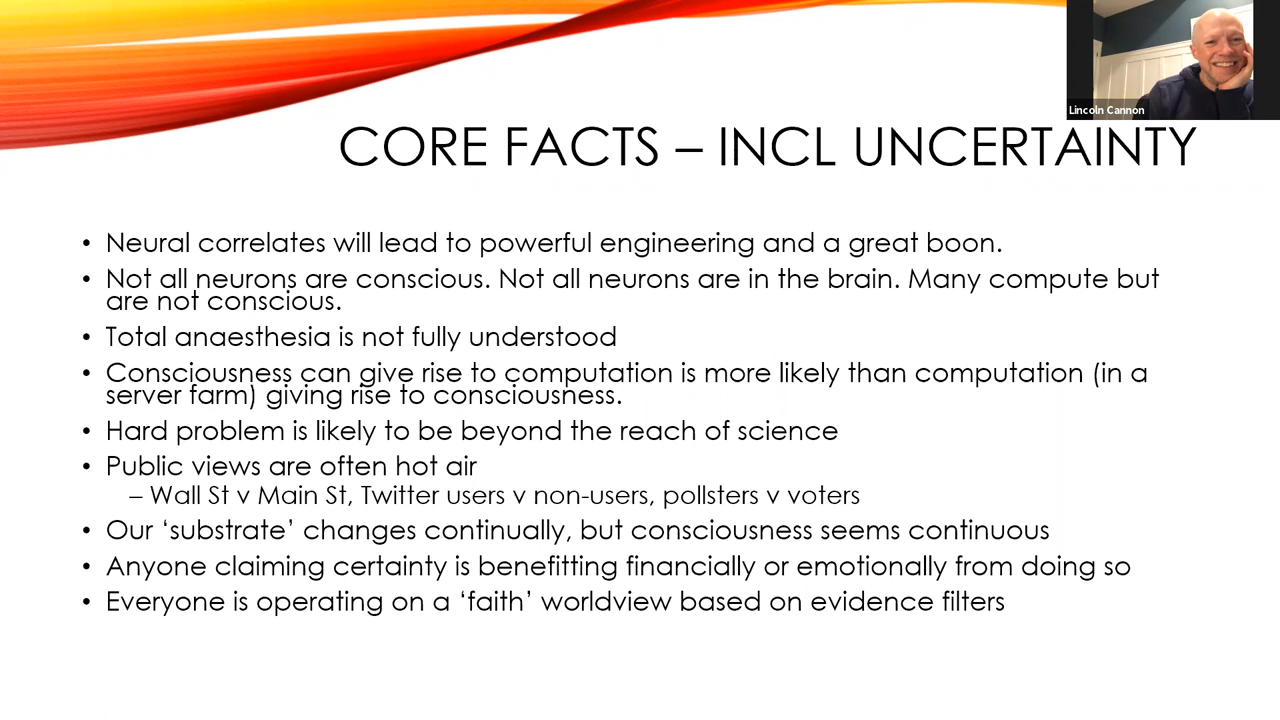 Lincoln Cannon
CORE FACTS – INCL UNCERTAINTY
• Neural correlates will lead to powerful engineering and a great boon.
• Not all neurons are conscious. Not all neurons are in the brain. Many compute but
are not conscious.
• Total anaesthesia is not fully understood
• Consciousness can give rise to computation is more likely than computation (in a
server farm) giving rise to consciousness.
• Hard problem is likely to be beyond the reach of science
• Public views are often hot air
– Wall St v Main St, Twitter users v non-users, pollsters v voters
• Our ‘substrate’ changes continually, but consciousness seems continuous
• Anyone claiming certainty is benefitting financially or emotionally from doing so
• Everyone is operating on a ‘faith’ worldview based on evidence filters